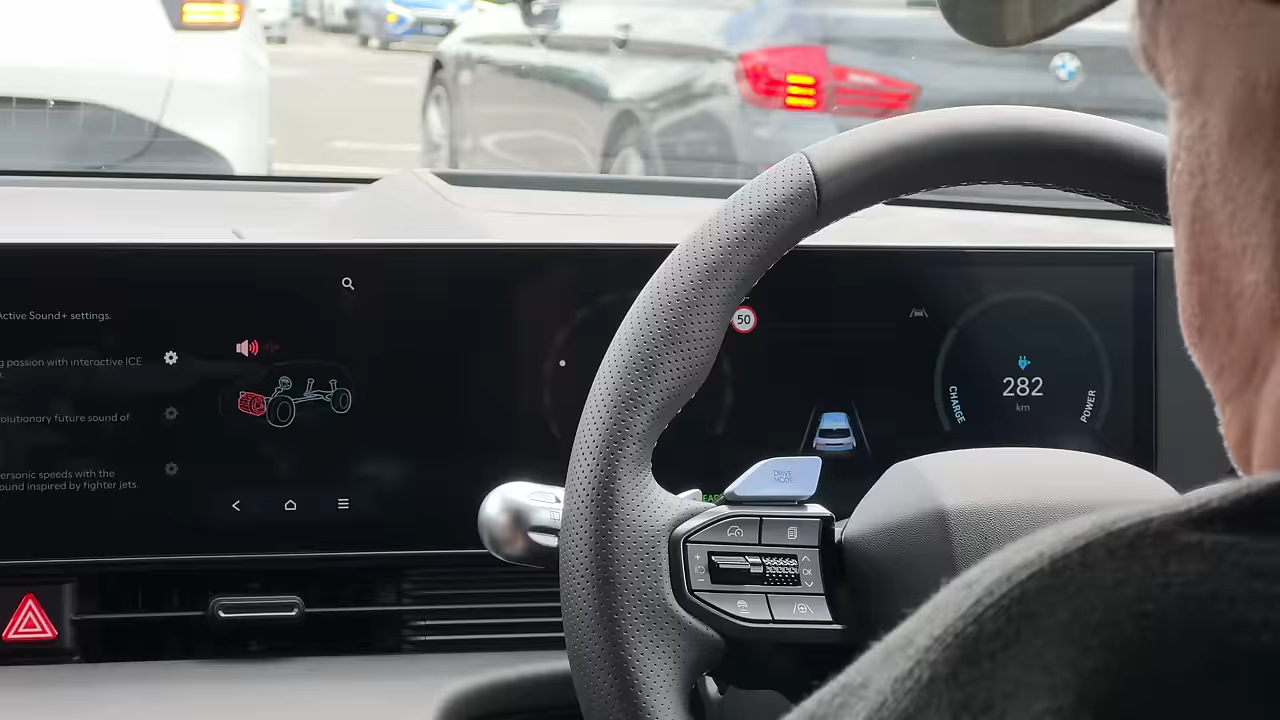 Active Sound+ settings.
g passion with interactive ICE
olutionary future sound of
ersonic speeds with the
ound inspired by fighter jets.
50
282
km
CHARGE
POWER
DRIVE
MODE
OK